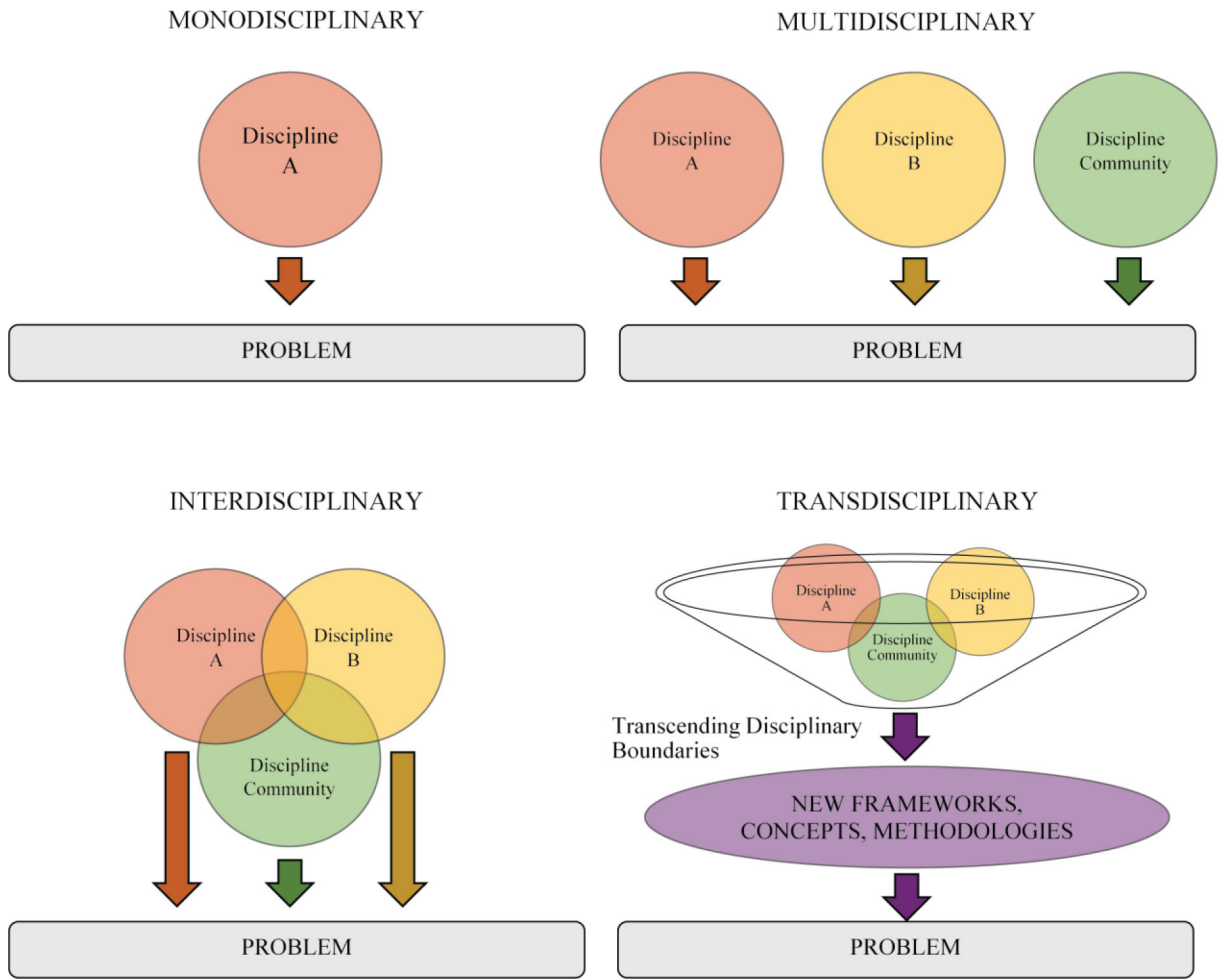 MONODISCIPLINARY
Discipline
A
PROBLEM
MULTIDISCIPLINARY
Discipline
A
Discipline
B
Discipline
Community
PROBLEM
INTERDISCIPLINARY
Discipline
A
Discipline
B
Discipline
Community
PROBLEM
TRANSDISCIPLINARY
Discipline
A
Discipline
B
Discipline
Community
Transcending Disciplinary
Boundaries
NEW FRAMEWORKS,
CONCEPTS, METHODOLOGIES
PROBLEM